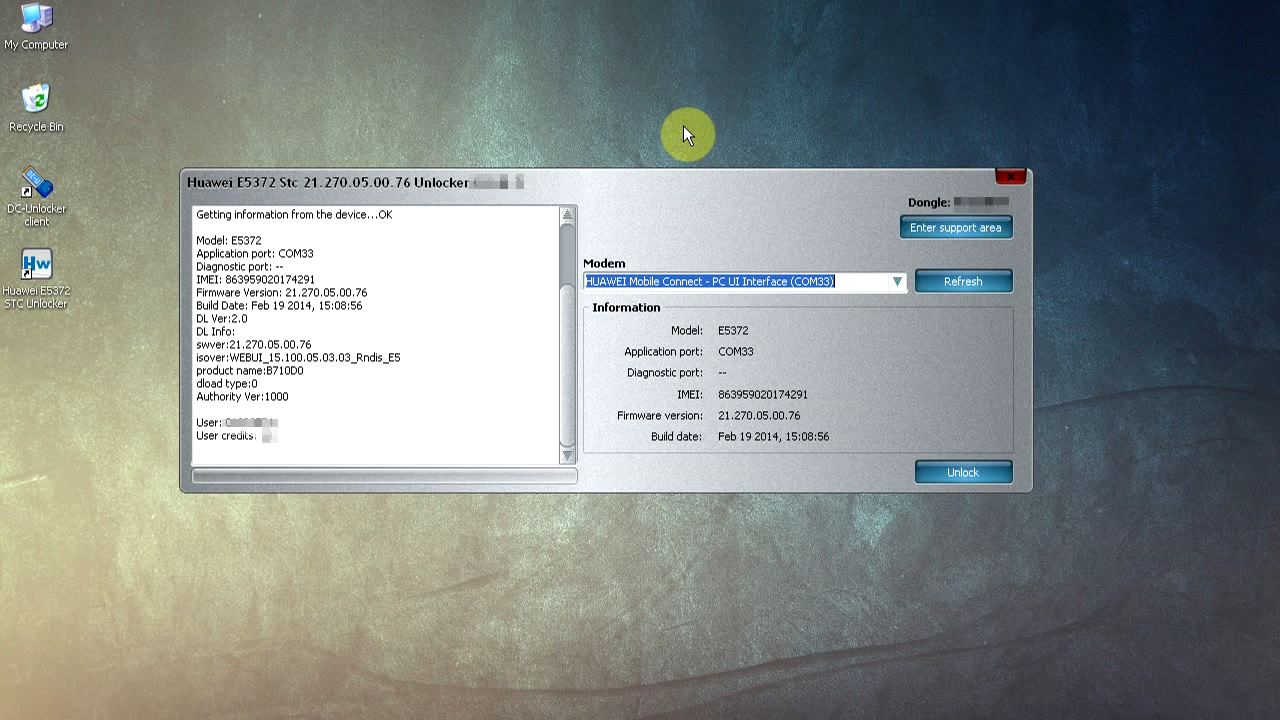 My Computer
Recycle Bin
DC-Unlocker
client
Hw
Huawei E5372
STC Unlocker
Huawei E5372 Stc 21.270.05.00.76 Unlocker
Getting information from the device...OK
Model: E5372
Application port: COM33
Diagnostic port: --
IMEI: 863959020174291
Firmware Version: 21.270.05.00.76
Build Date: Feb 19 2014, 15:08:56
DL Ver:2.0
DL Info:
swver:21.270.05.00.76
isover:WEBUI_15.100.05.03.03_Rndis_E5
product name:B710D0
dload type:0
Authority Ver:1000
User:
User credits:
Dongle:
Enter support area
Modem
HUAWEI Mobile Connect - PC UI Interface (COM33)
Refresh
Information
Model: E5372
Application port: COM33
Diagnostic port: --
IMEI: 863959020174291
Firmware version: 21.270.05.00.76
Build date: Feb 19 2014, 15:08:56
Unlock